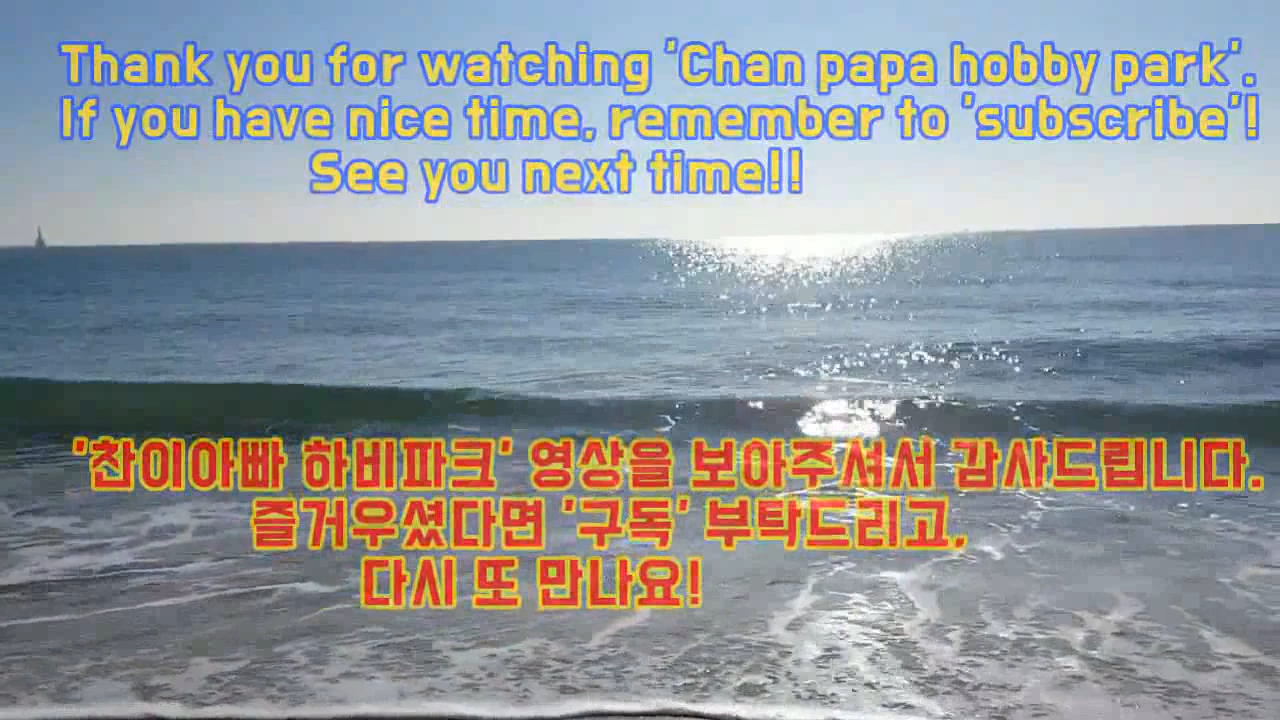 Thank you for watching 'Chan papa hobby park'.
If you have nice time, remember to 'subscribe'!
See you next time!!
'찬이아빠 하비파크' 영상을 보아주셔서 감사드립니다.
즐거우셨다면 '구독' 부탁드리고,
다시 또 만나요!